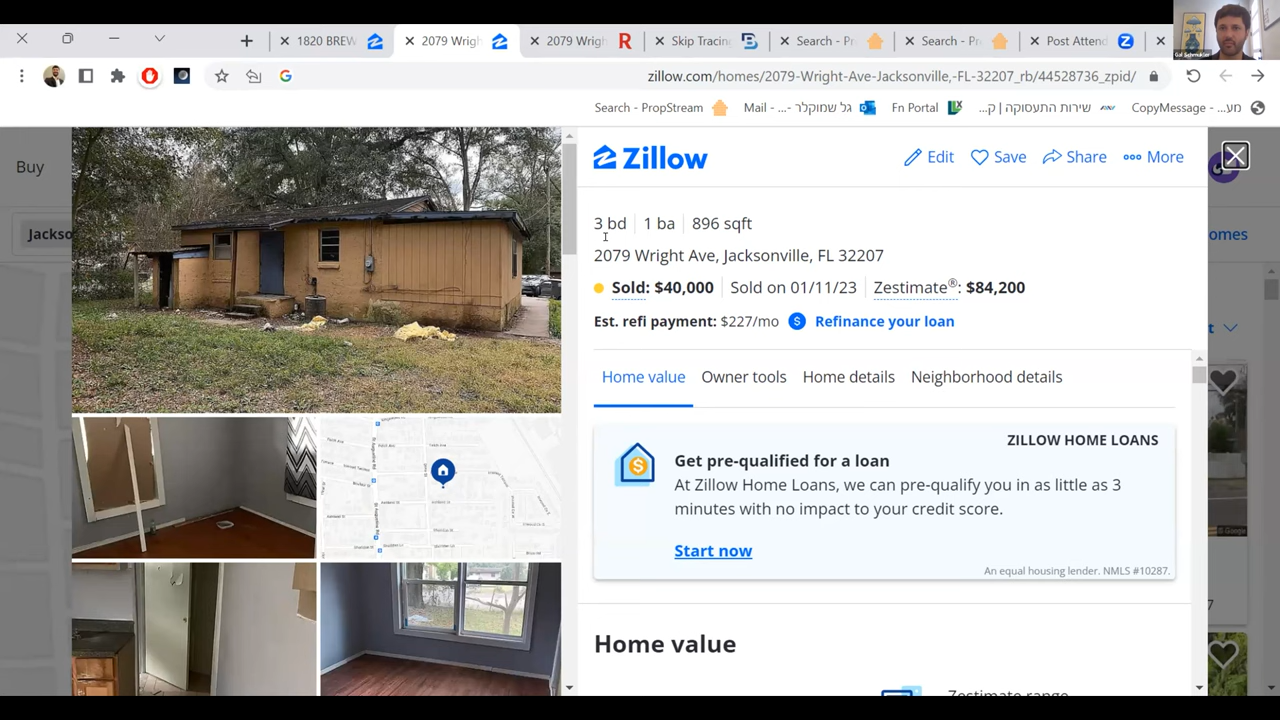 1820 BREW
2079 Wrigh
2079 Wrigh
Skip Tracing
Search - Pr
Search - Pr
Post Attend
Gal Schmukler
zillow.com/homes/2079-Wright-Ave-Jacksonville,-FL-32207_rb/44528736_zpid/
Search - PropStream
Mail - גל שמוקלר -...
Fn Portal
שירות התעסוקה | ק...
CopyMessage - מע...
Buy
Jackso
Zillow
Edit
Save
Share
More
3 bd
1 ba
896 sqft
2079 Wright Ave, Jacksonville, FL 32207
omes
Sold: $40,000
Sold on 01/11/23
Zestimate®: $84,200
Est. refi payment: $227/mo
Refinance your loan
t
Home value
Owner tools
Home details
Neighborhood details
ZILLOW HOME LOANS
Get pre-qualified for a loan
At Zillow Home Loans, we can pre-qualify you in as little as 3
minutes with no impact to your credit score.
Start now
An equal housing lender. NMLS #10287.
7
Home value
Zestimate range